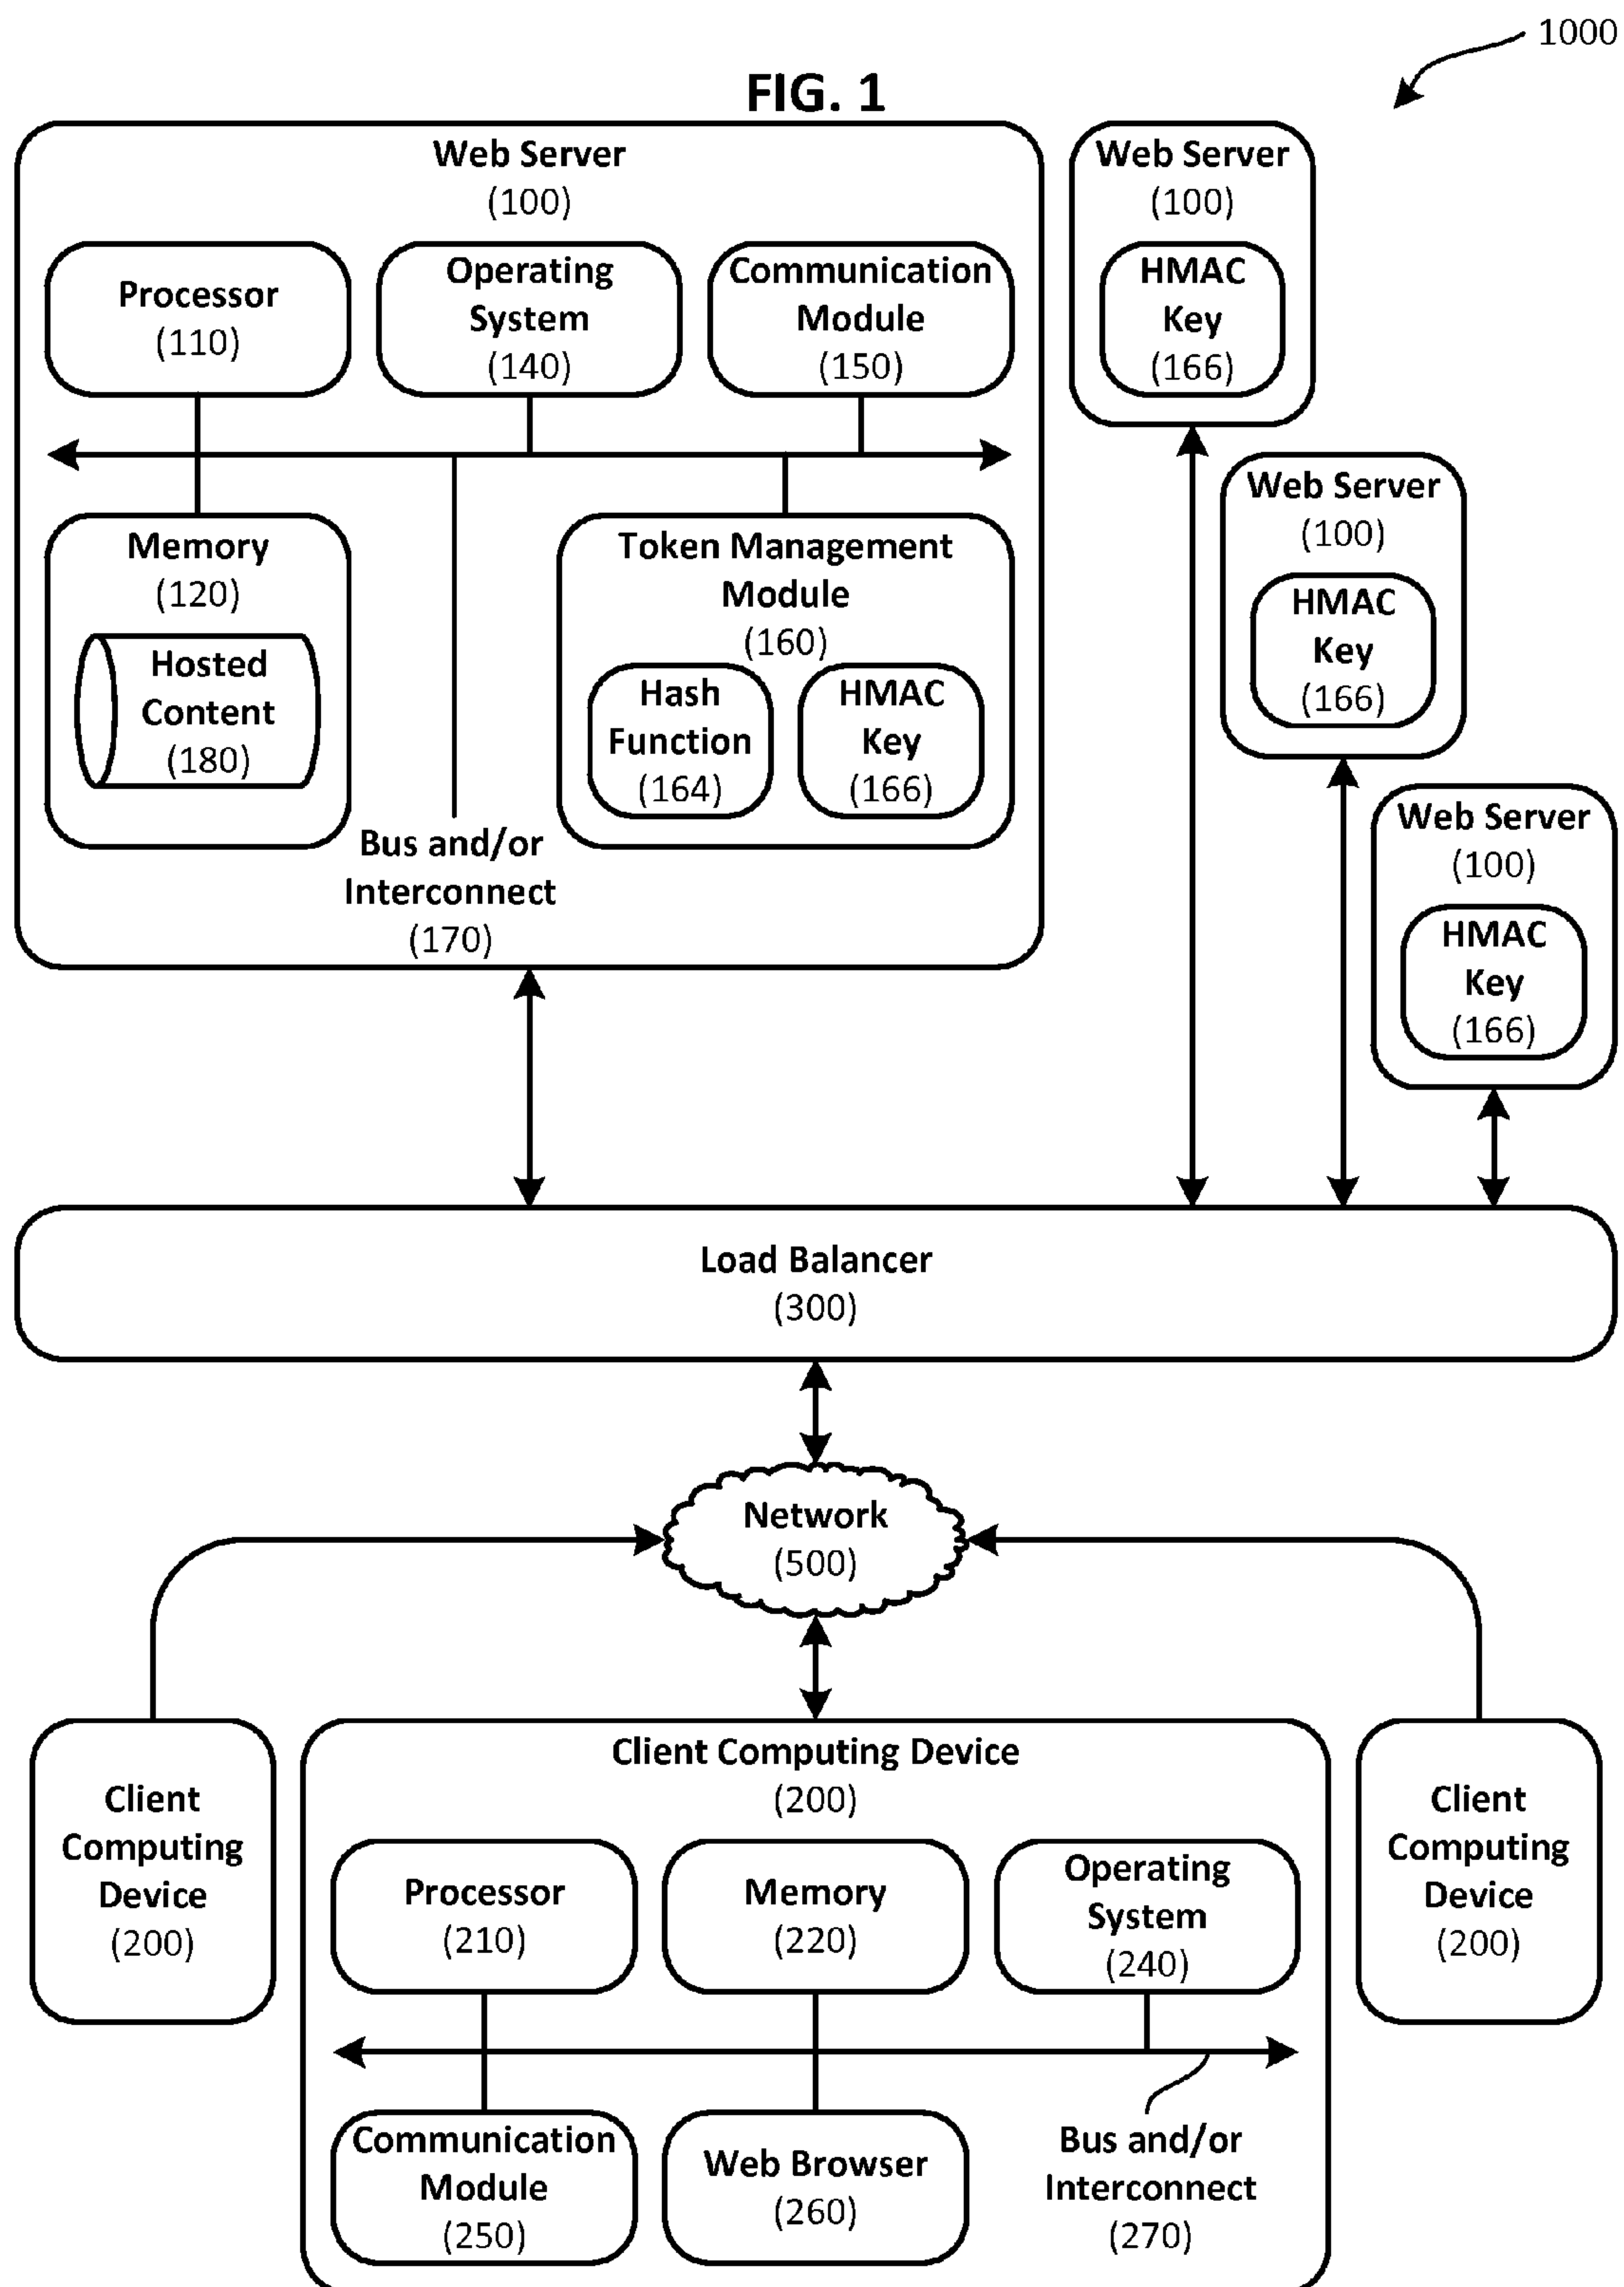 1000
FIG. 1
Web Server
(100)
Processor
(110)
Operating
System
(140)
Communication
Module
(150)
Memory
(120)
Hosted
Content
(180)
Token Management
Module
(160)
Hash
Function
(164)
HMAC
Key
(166)
Bus and/or
Interconnect
(170)
Web Server
(100)
HMAC
Key
(166)
Web Server
(100)
HMAC
Key
(166)
Web Server
(100)
HMAC
Key
(166)
Load Balancer
(300)
Network
(500)
Client
Computing
Device
(200)
Client Computing Device
(200)
Processor
(210)
Memory
(220)
Operating
System
(240)
Communication
Module
(250)
Web Browser
(260)
Bus and/or
Interconnect
(270)
Client
Computing
Device
(200)